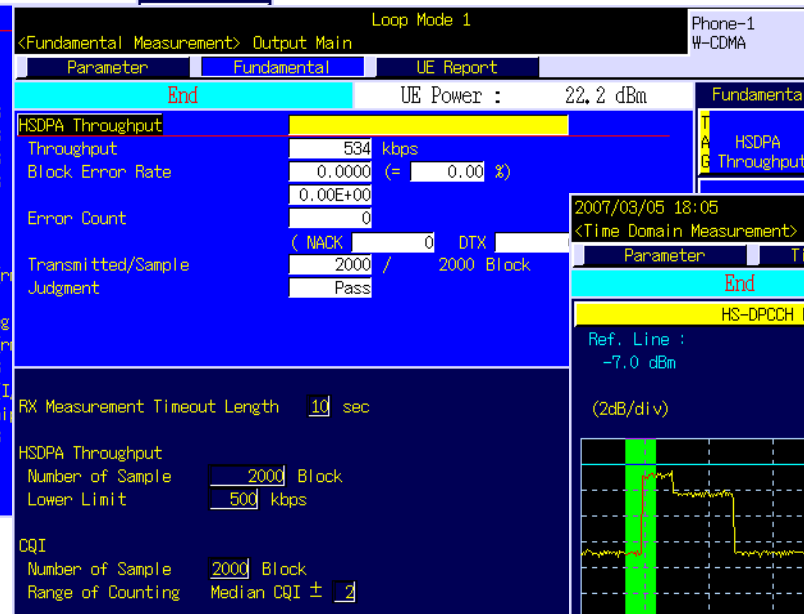 Loop Mode 1
Phone-1
<Fundamental Measurement> Output Main
W-CDMA
Parameter Fundamental UE Report
End UE Power : 22.2 dBm
HSDPA Throughput
Throughput 534 kbps
Block Error Rate 0.0000 (= 0.00 %)
0.00E+00
Error Count 0
( NACK 0 DTX
Transmitted/Sample 2000 / 2000 Block
Judgment Pass
RX Measurement Timeout Length 10 sec
HSDPA Throughput
Number of Sample 2000 Block
Lower Limit 500 kbps
CQI
Number of Sample 2000 Block
Range of Counting Median CQI ± 2
Fundamenta
TAG
HSDPA
Throughput
2007/03/05 18:05
<Time Domain Measurement>
Parameter
End
HS-DPCCH
Ref. Line :
-7.0 dBm
(2dB/div)